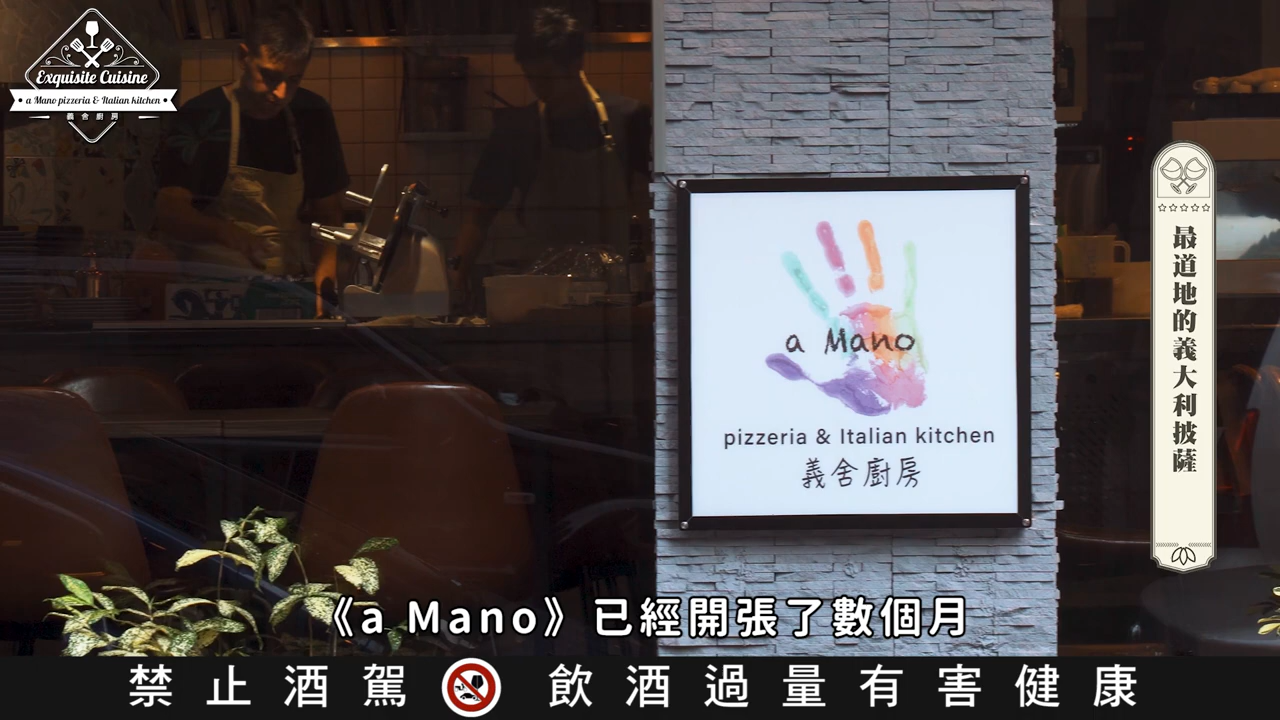 Exquisite Cuisine
a Mano pizzeria & Italian kitchen
義舍廚房
a Mano
pizzeria & Italian kitchen
義舍廚房
最道地的義大利披薩
《a Mano》已經開張了數個月
禁止酒駕 飲酒過量有害健康